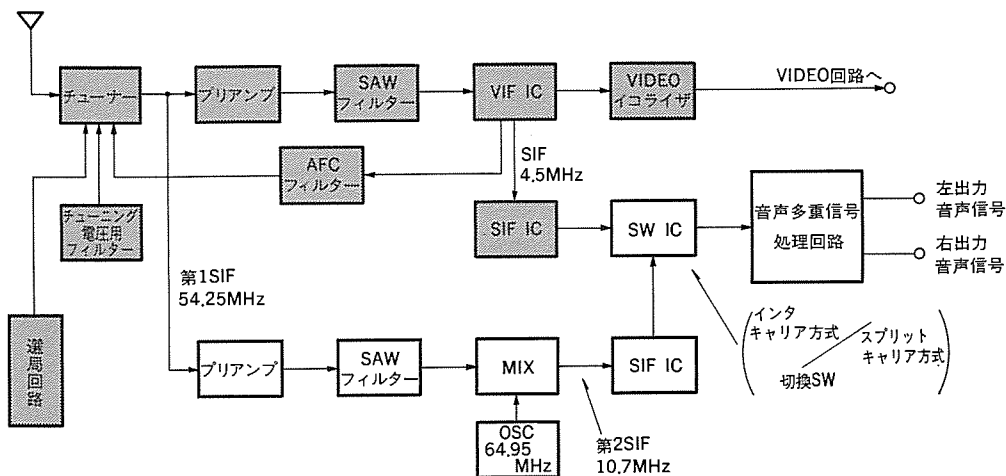 チューナー
プリアンプ
SAW
フィルター
VIF IC
VIDEO
イコライザ
VIDEO回路へ
AFC
フィルター
SIF
4.5MHz
チューニング
電圧用
フィルター
SIF IC
SW IC
音声多重信号
処理回路
左出力
音声信号
右出力
音声信号
第1SIF
54.25MHz
選局回路
プリアンプ
SAW
フィルター
MIX
SIF IC
インタ
キャリア方式
スプリット
キャリア方式
切換SW
OSC
64.95
MHz
第2SIF
10.7MHz